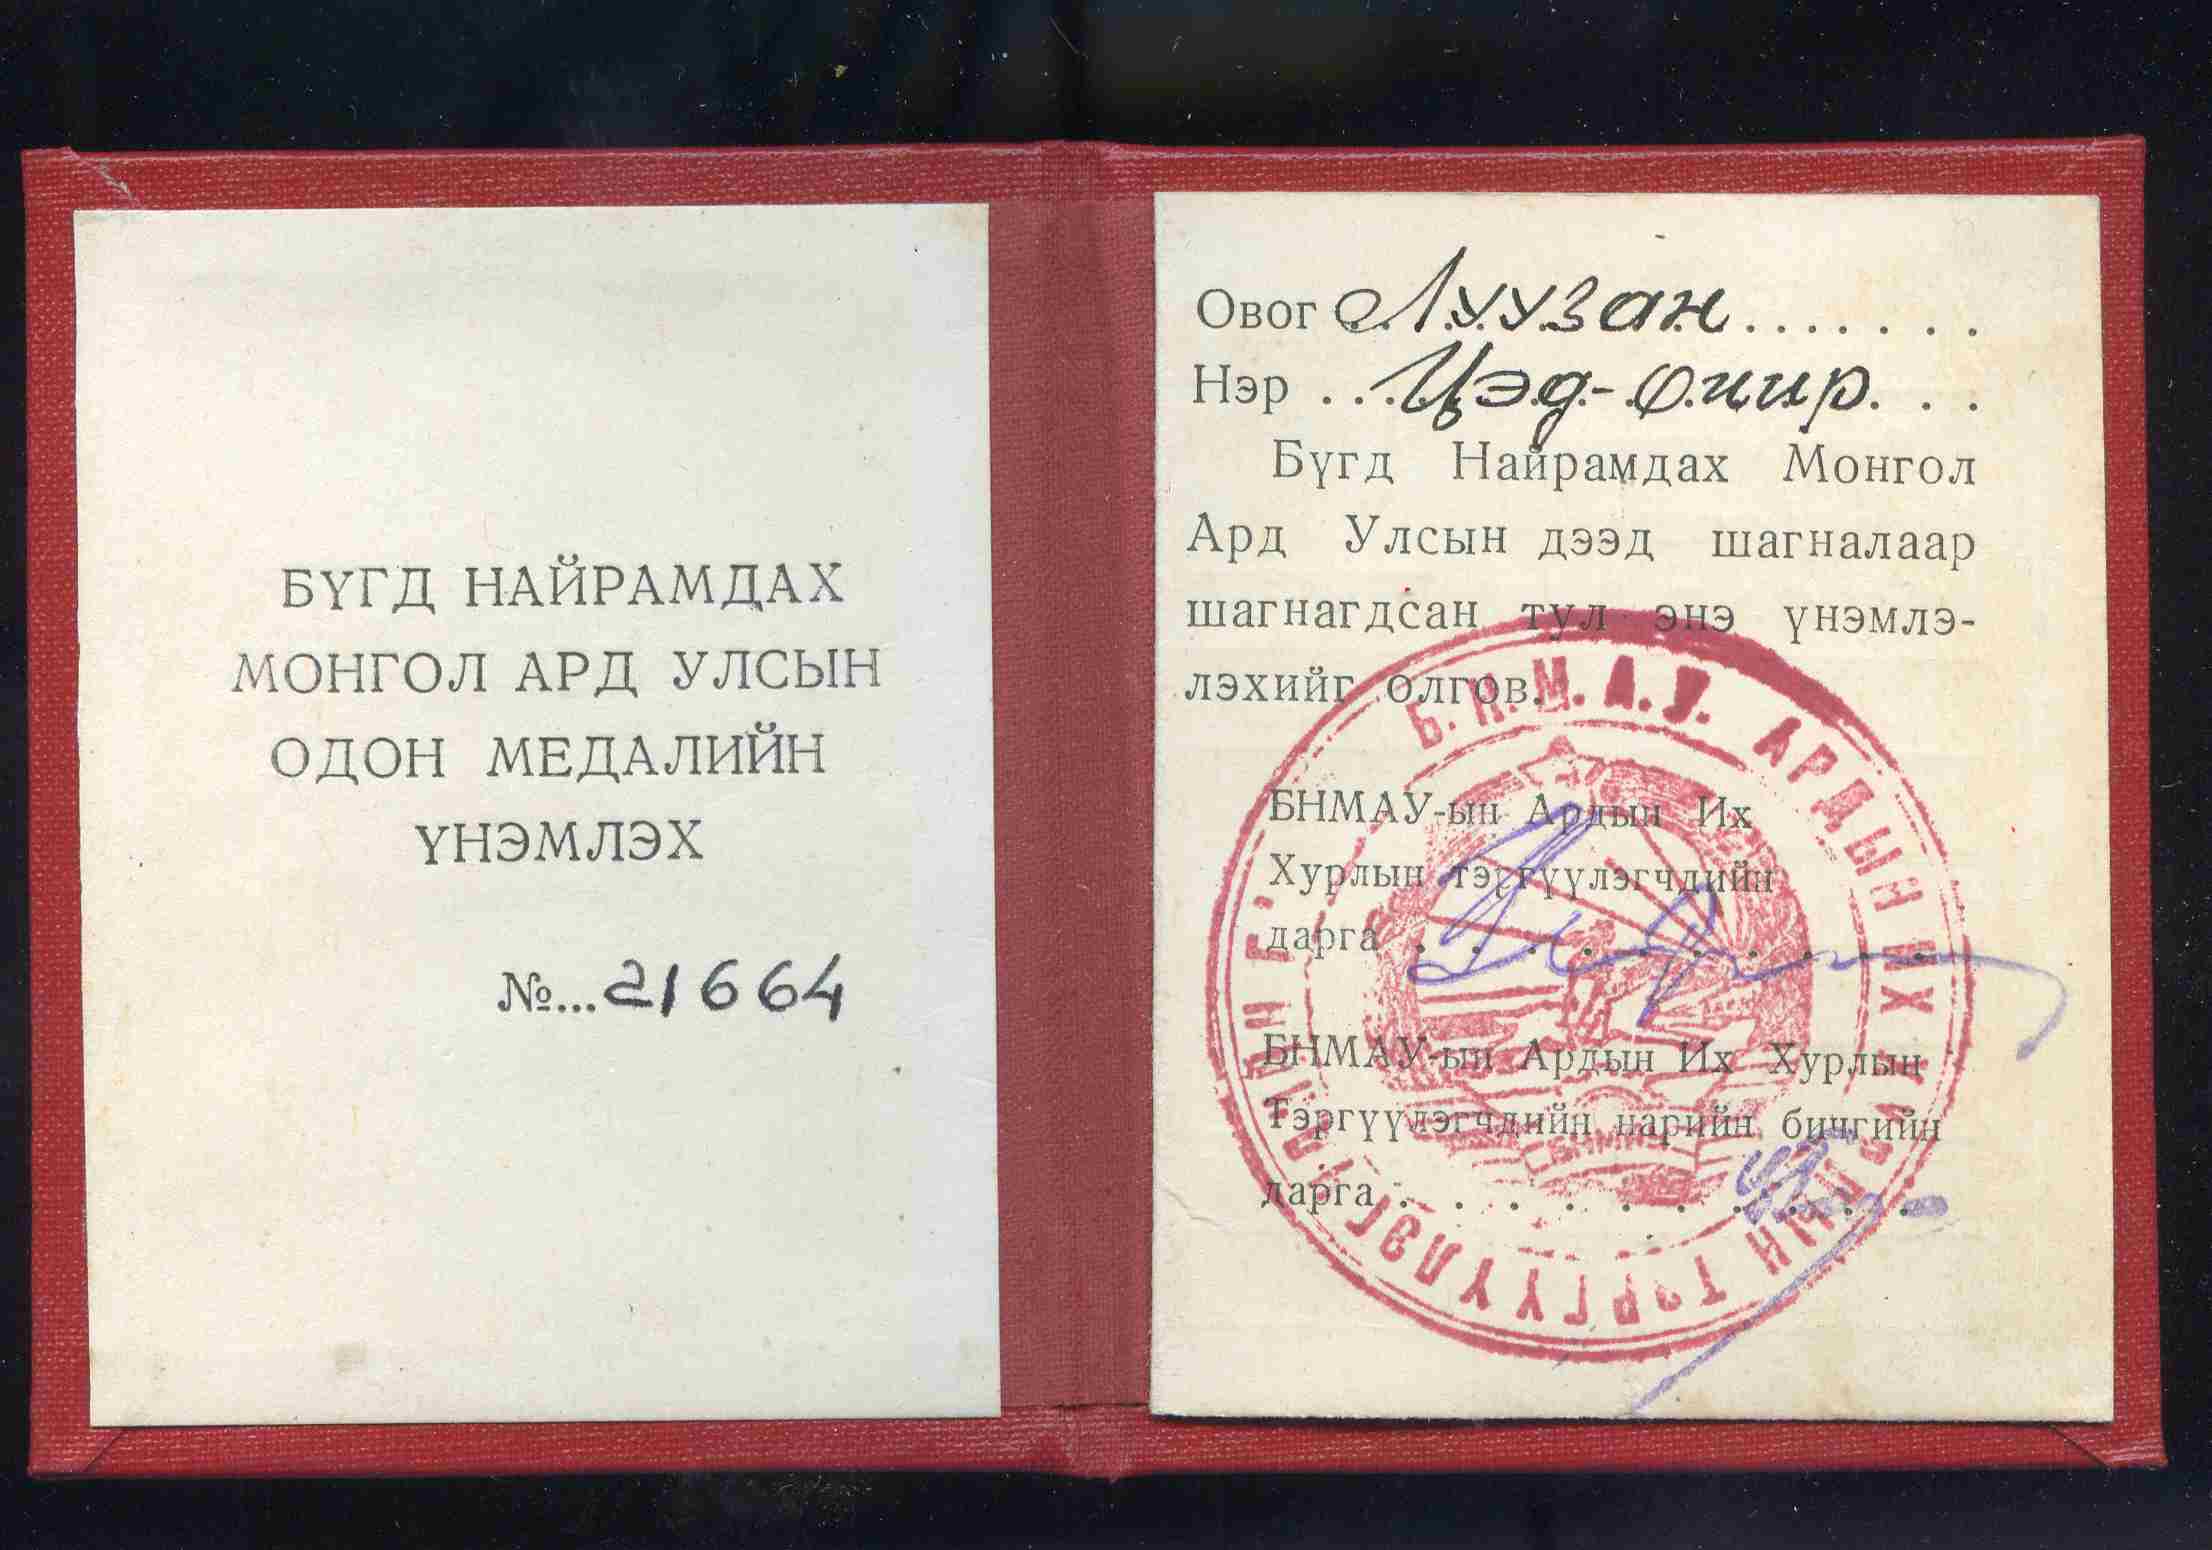 БҮГД НАЙРАМДАХ
МОНГОЛ АРД УЛСЫН
ОДОН МЕДАЛИЙН
ҮНЭМЛЭХ
№...21664
Овог Луузан.......
Нэр ...Цэд-Очир...
Бүгд Найрамдах Монгол
Ард Улсын дээд шагналаар
шагнагдсан тул энэ үнэмлэ-
лэхийг олгов.
БНМАУ-ын Ардын Их
Хурлын тэргүүлэгчдийн
дарга . . . . . . . . . .
БНМАУ-ын Ардын Их Хурлын
Тэргүүлэгчдийн нарийн бичгийн
дарга . . . . . . . . . .
Б.Н.М.А.У. АРДЫН ИХ ХУРЛЫН ТЭРГҮҮЛЭГ